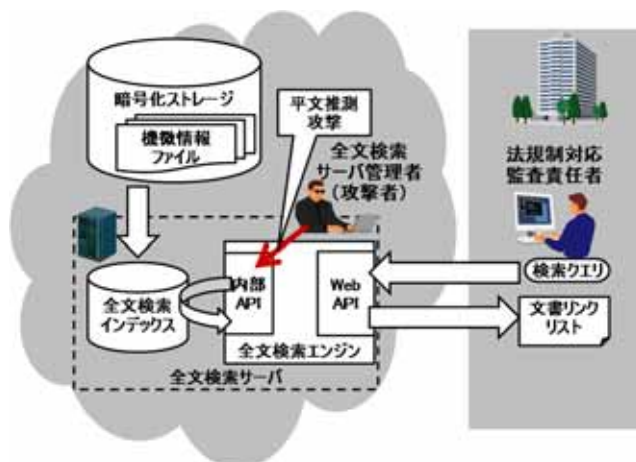 暗号化ストレージ
機微情報
ファイル
平文推測
攻撃
全文検索
サーバ管理者
（攻撃者）
法規制対応
監査責任者
検索クエリ
文書リンク
リスト
全文検索
インデックス
内部
API
Web
API
全文検索エンジン
全文検索サーバ